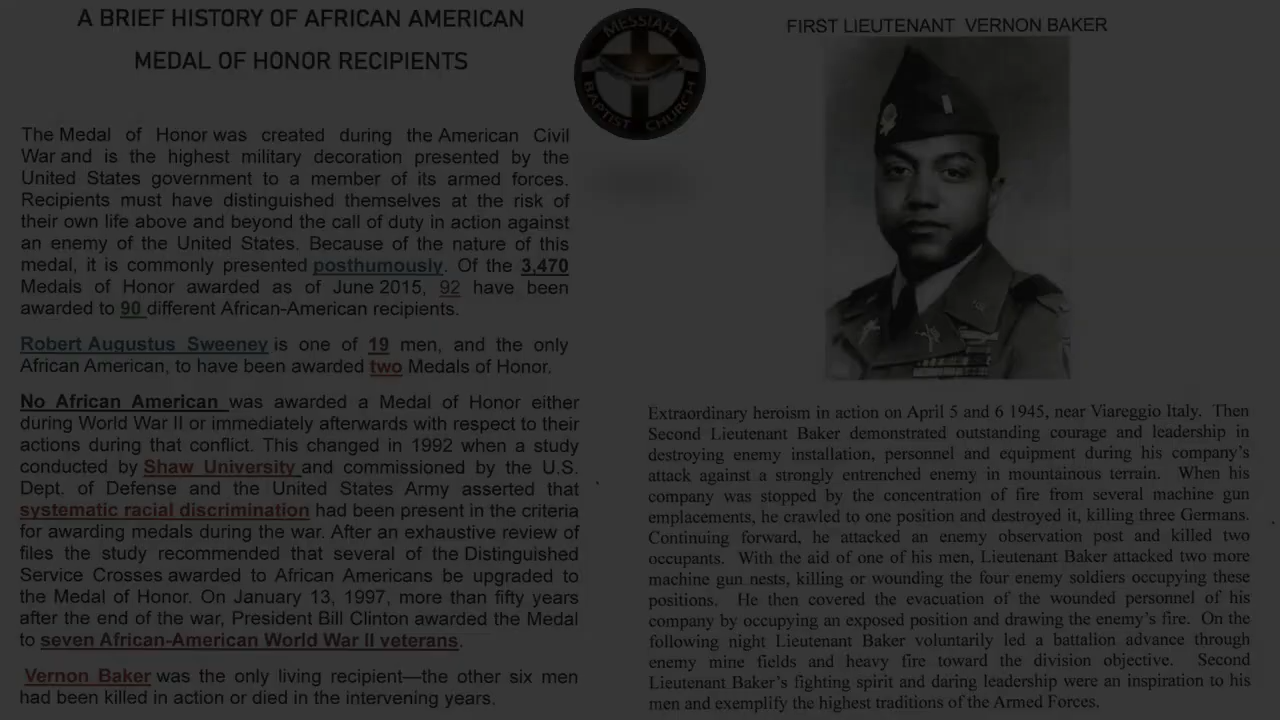 A BRIEF HISTORY OF AFRICAN AMERICAN
MEDAL OF HONOR RECIPIENTS
The Medal of Honor was created during the American Civil
War and is the highest military decoration presented by the
United States government to a member of its armed forces.
Recipients must have distinguished themselves at the risk of
their own life above and beyond the call of duty in action against
an enemy of the United States. Because of the nature of this
medal, it is commonly presented posthumously. Of the 3,470
Medals of Honor awarded as of June 2015, 92 have been
awarded to 90 different African-American recipients.
Robert Augustus Sweeney is one of 19 men, and the only
African American, to have been awarded two Medals of Honor.
No African American was awarded a Medal of Honor either
during World War II or immediately afterwards with respect to their
actions during that conflict. This changed in 1992 when a study
conducted by Shaw University and commissioned by the U.S.
Dept. of Defense and the United States Army asserted that
systematic racial discrimination had been present in the criteria
for awarding medals during the war. After an exhaustive review of
files the study recommended that several of the Distinguished
Service Crosses awarded to African Americans be upgraded to
the Medal of Honor. On January 13, 1997, more than fifty years
after the end of the war, President Bill Clinton awarded the Medal
to seven African-American World War II veterans.
Vernon Baker was the only living recipient—the other six men
had been killed in action or died in the intervening years.
MESSIAH
BAPTIST CHURCH
FIRST LIEUTENANT VERNON BAKER
Extraordinary heroism in action on April 5 and 6 1945, near Viareggio Italy. Then
Second Lieutenant Baker demonstrated outstanding courage and leadership in
destroying enemy installation, personnel and equipment during his company's
attack against a strongly entrenched enemy in mountainous terrain. When his
company was stopped by the concentration of fire from several machine gun
emplacements, he crawled to one position and destroyed it, killing three Germans.
Continuing forward, he attacked an enemy observation post and killed two
occupants. With the aid of one of his men, Lieutenant Baker attacked two more
machine gun nests, killing or wounding the four enemy soldiers occupying these
positions. He then covered the evacuation of the wounded personnel of his
company by occupying an exposed position and drawing the enemy's fire. On the
following night Lieutenant Baker voluntarily led a battalion advance through
enemy mine fields and heavy fire toward the division objective. Second
Lieutenant Baker's fighting spirit and daring leadership were an inspiration to his
men and exemplify the highest traditions of the Armed Forces.